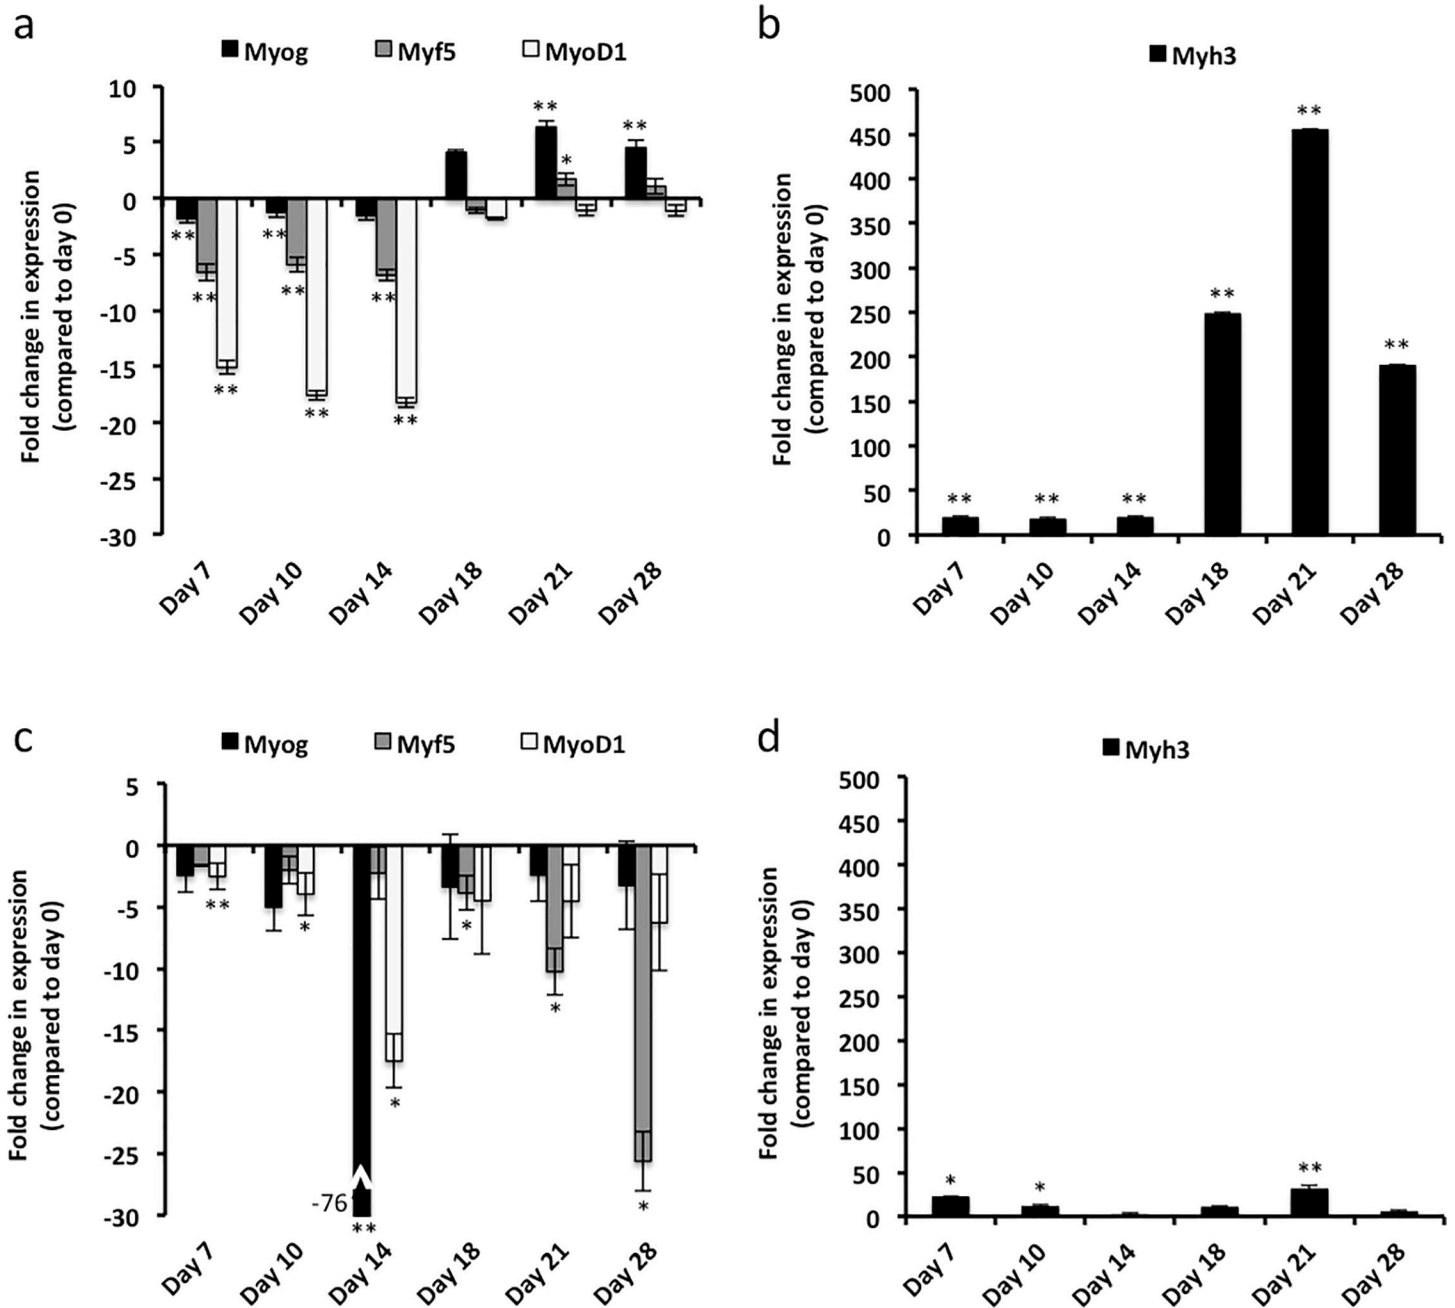 a
Myog Myf5 MyoD1
Fold change in expression
(compared to day 0)
10
5
0
-5
-10
-15
-20
-25
-30
** ** **
** ** **
** **
** *
**
Day 7 Day 10 Day 14 Day 18 Day 21 Day 28
b
Myh3
Fold change in expression
(compared to day 0)
500
450
400
350
300
250
200
150
100
50
0
** ** ** ** ** **
Day 7 Day 10 Day 14 Day 18 Day 21 Day 28
c
Myog Myf5 MyoD1
Fold change in expression
(compared to day 0)
5
0
-5
-10
-15
-20
-25
-30
-76
** * ** * * * *
Day 7 Day 10 Day 14 Day 18 Day 21 Day 28
d
Myh3
Fold change in expression
(compared to day 0)
500
450
400
350
300
250
200
150
100
50
0
* * **
Day 7 Day 10 Day 14 Day 18 Day 21 Day 28